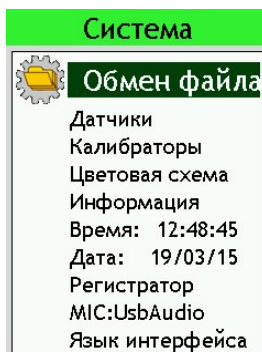 Система
Обмен файла
Датчики
Калибраторы
Цветовая схема
Информация
Время: 12:48:45
Дата: 19/03/15
Регистратор
MIC:UsbAudio
Язык интерфейса